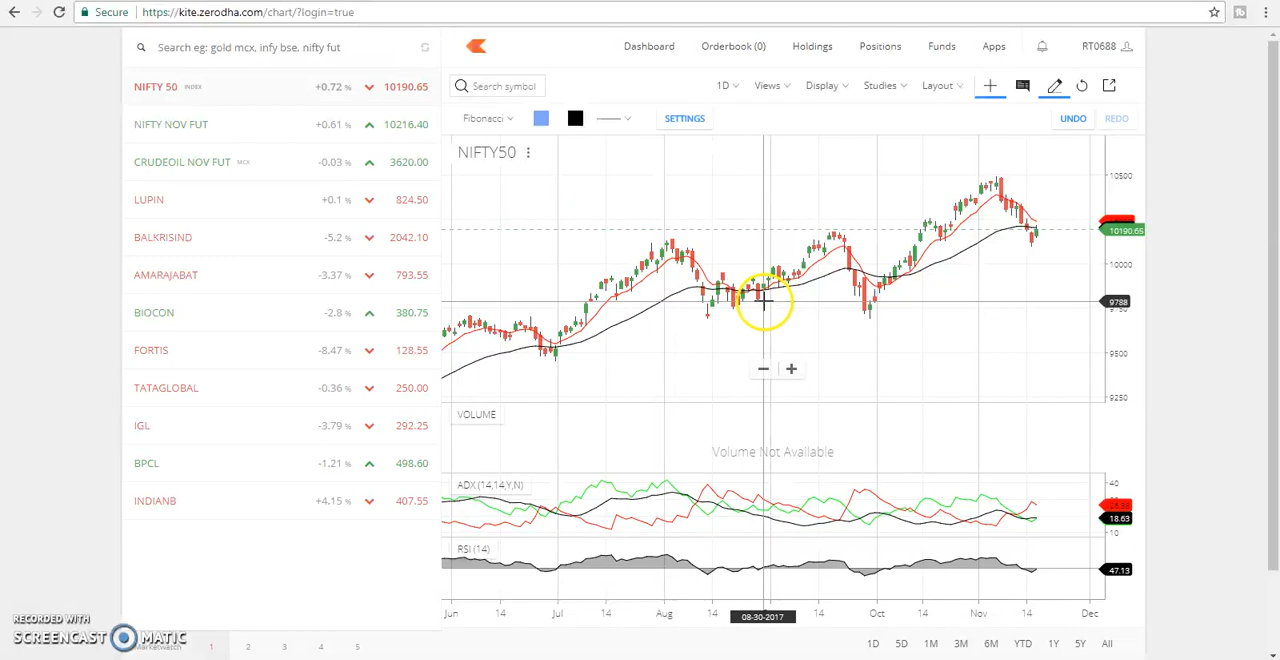 Secure https://kite.zerodha.com/chart/?login=true
Search eg: gold mcx, infy bse, nifty fut
Dashboard Orderbook (0) Holdings Positions Funds Apps RT0688
NIFTY 50 INDEX +0.72 % 10190.65
NIFTY NOV FUT +0.61 % 10216.40
CRUDEOIL NOV FUT MCX -0.03 % 3620.00
LUPIN +0.1 % 824.50
BALKRISIND -5.2 % 2042.10
AMARAJABAT -3.37 % 793.55
BIOCON -2.8 % 380.75
FORTIS -8.47 % 128.55
TATAGLOBAL -0.36 % 250.00
IGL -3.79 % 292.25
BPCL -1.21 % 498.60
INDIANB +4.15 % 407.55
Search symbol 1D Views Display Studies Layout
Fibonacci SETTINGS UNDO REDO
NIFTY50
10500
10190.65
10000
9788
9500
9250
VOLUME
Volume Not Available
ADX (14,14,Y,N)
40
18.63
10
RSI (14)
47.13
Jun 14 Jul 14 Aug 14 08-30-2017 14 Oct 14 Nov 14 Dec
1D 5D 1M 3M 6M YTD 1Y 5Y All
RECORDED WITH
SCREENCAST MATIC
1 2 3 4 5